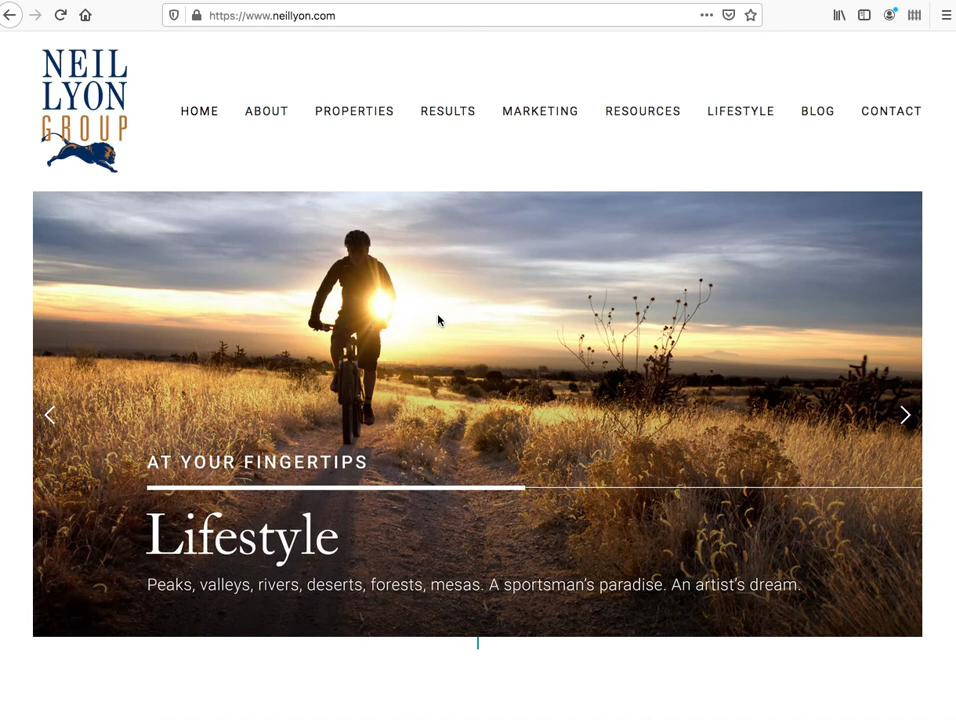 https://www.neillyon.com
NEIL
LYON
GROUP
HOME ABOUT PROPERTIES RESULTS MARKETING RESOURCES LIFESTYLE BLOG CONTACT
AT YOUR FINGERTIPS
Lifestyle
Peaks, valleys, rivers, deserts, forests, mesas. A sportsman's paradise. An artist's dream.